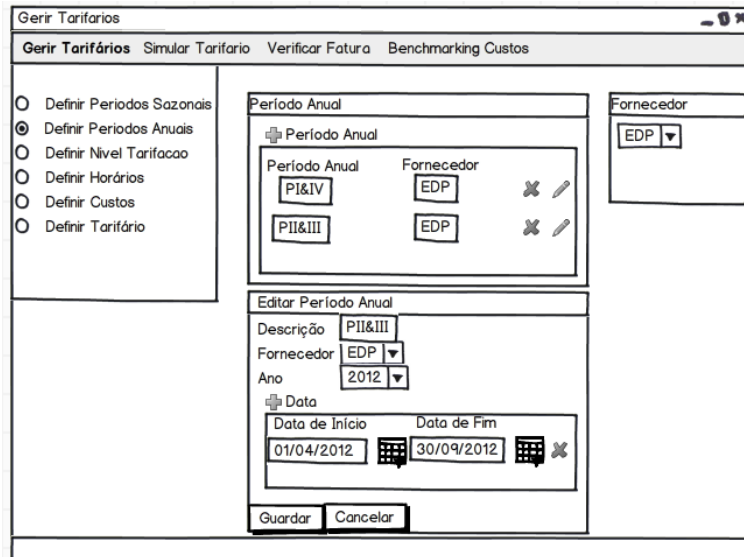 Gerir Tarifarios
Gerir Tarifários Simular Tarifario Verificar Fatura Benchmarking Custos
Definir Periodos Sazonais
Definir Periodos Anuais
Definir Nivel Tarifacao
Definir Horários
Definir Custos
Definir Tarifário
Período Anual
Período Anual
Período Anual Fornecedor
PI&IV EDP
PII&III EDP
Editar Período Anual
Descrição PII&III
Fornecedor EDP
Ano 2012
Data
Data de Início Data de Fim
01/04/2012 30/09/2012
Guardar Cancelar
Fornecedor
EDP